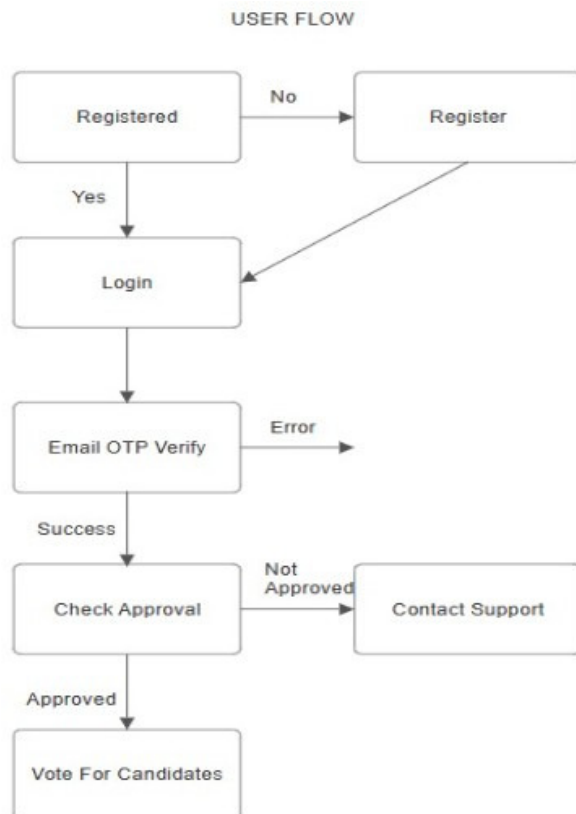 USER FLOW
Registered
No
Register
Yes
Login
Email OTP Verify
Error
Success
Check Approval
Not
Approved
Contact Support
Approved
Vote For Candidates